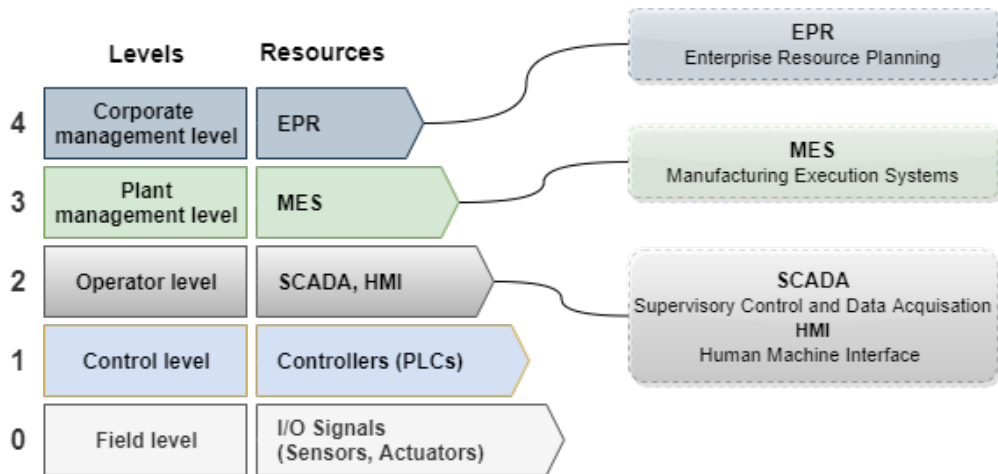 Levels
Resources
4
Corporate
management level
EPR
3
Plant
management level
MES
2
Operator level
SCADA, HMI
1
Control level
Controllers (PLCs)
0
Field level
I/O Signals
(Sensors, Actuators)
EPR
Enterprise Resource Planning
MES
Manufacturing Execution Systems
SCADA
Supervisory Control and Data Acquisation
HMI
Human Machine Interface